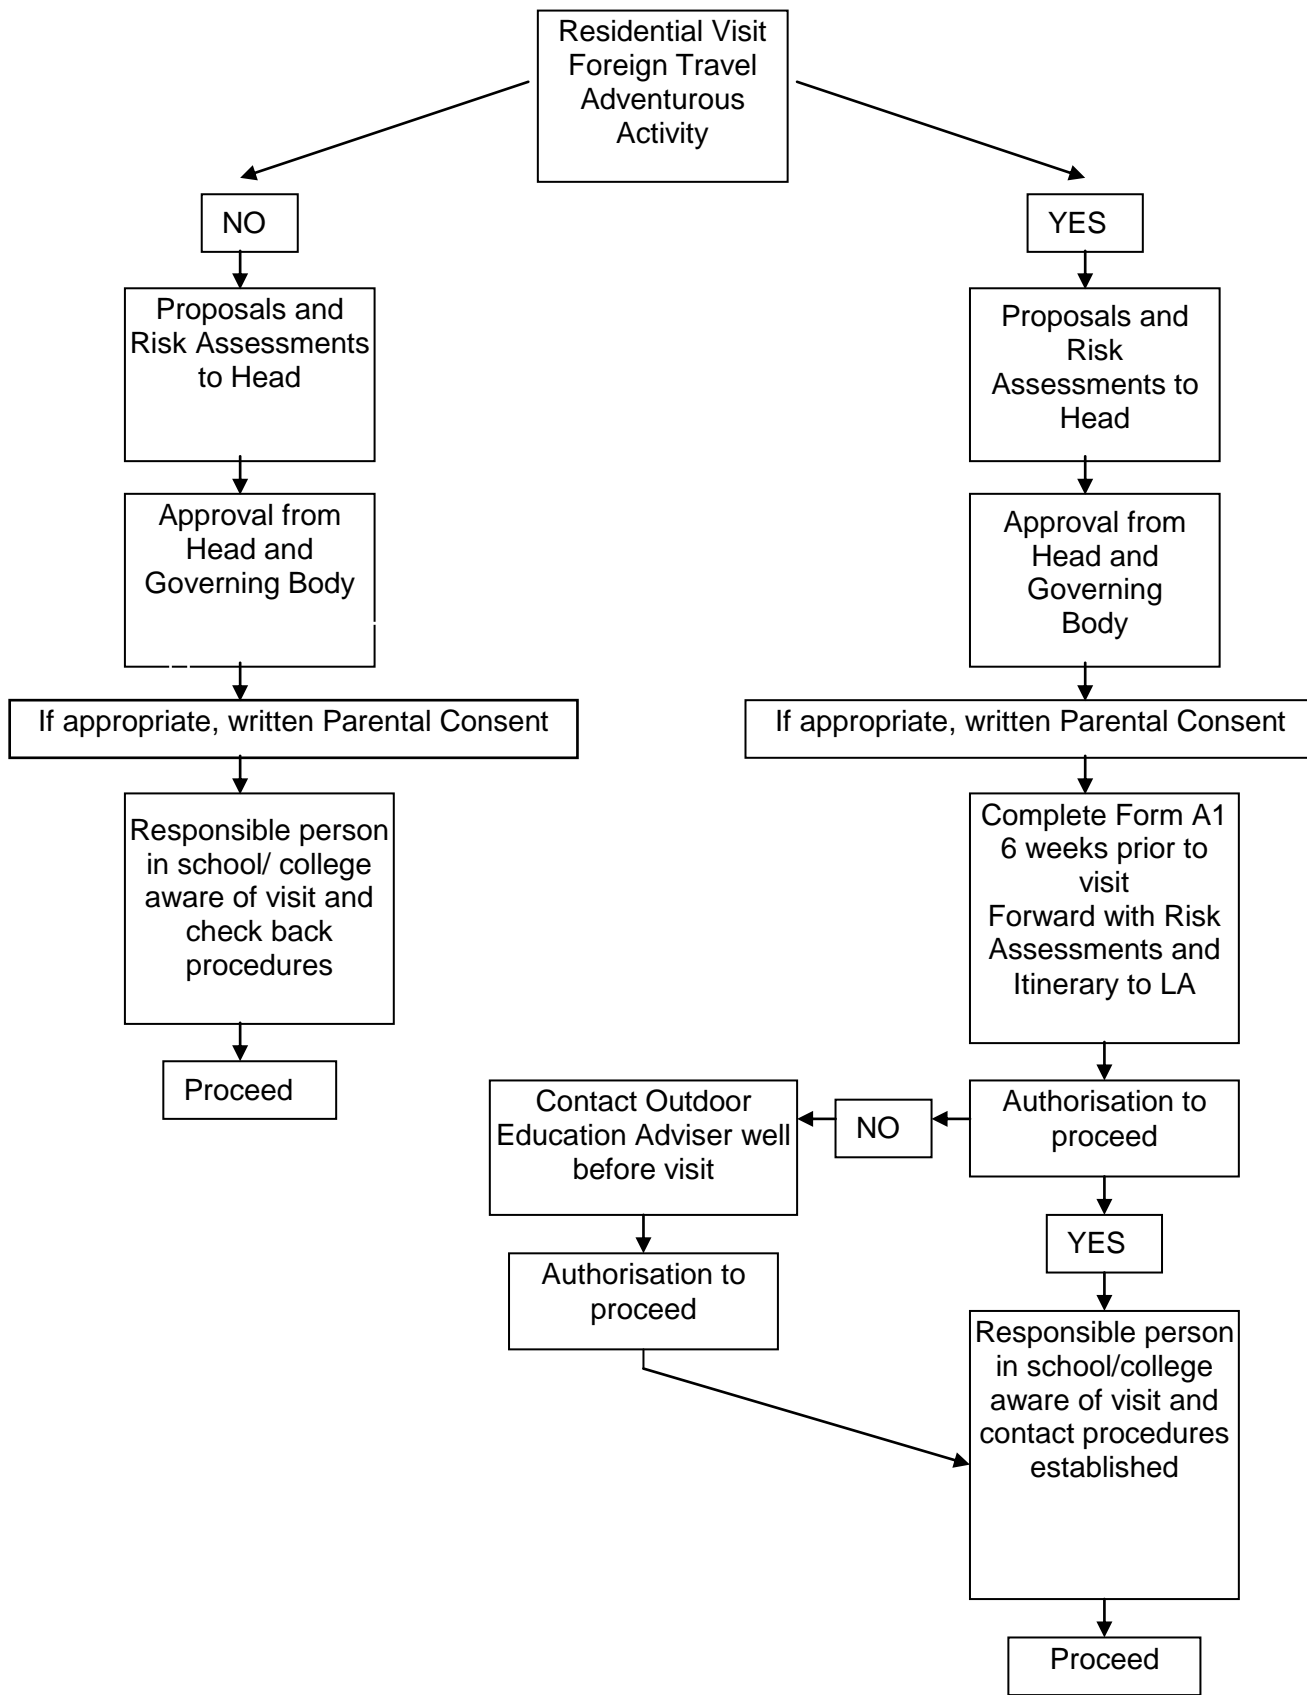 Residential Visit
Foreign Travel
Adventurous
Activity
NO
Proposals and
Risk Assessments
to Head
Approval from
Head and
Governing Body
If appropriate, written Parental Consent
Responsible person
in school/ college
aware of visit and
check back
procedures
Proceed
YES
Proposals and
Risk
Assessments to
Head
Approval from
Head and
Governing
Body
If appropriate, written Parental Consent
Complete Form A1
6 weeks prior to
visit
Forward with Risk
Assessments and
Itinerary to LA
Authorisation to
proceed
NO
Contact Outdoor
Education Adviser well
before visit
Authorisation to
proceed
YES
Responsible person
in school/college
aware of visit and
contact procedures
established
Proceed